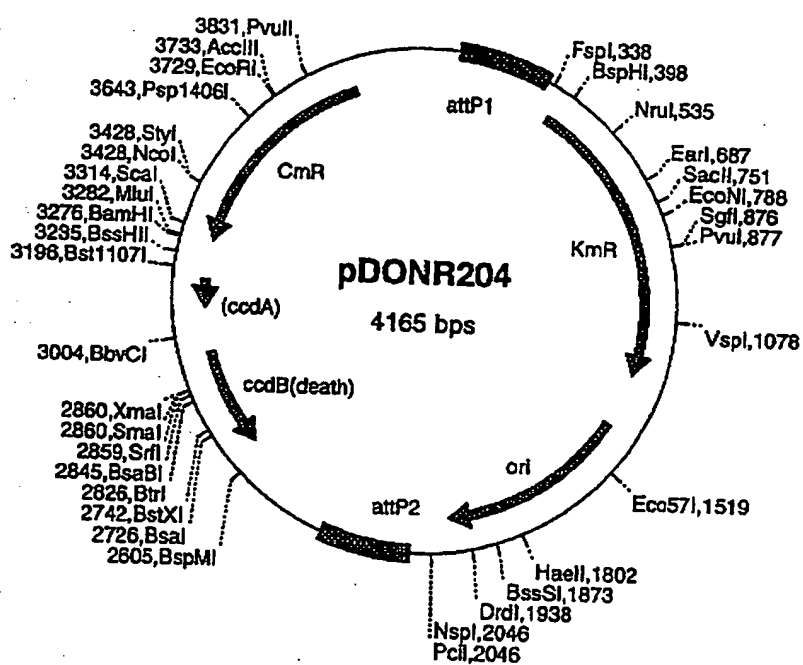 3831,PvuII
3733,AccIII
3729,EcoRI
3643,Psp1406I
3428,StyI
3428,NcoI
3314,ScaI
3282,MluI
3276,BamHI
3235,BssHII
3196,Bst1107I
3004,BbvCI
2860,XmaI
2860,SmaI
2859,SrfI
2845,BsaBI
2826,BtrI
2742,BstXI
2726,BsaI
2605,BspMI
FspI,338
BspHI,398
NruI,535
EarI,687
SacII,751
EcoNI,788
SgfI,876
PvuI,877
VspI,1078
Eco57I,1519
HaeII,1802
BssSI,1873
DrdI,1938
NspI,2046
PciI,2046
attP1
CmR
KmR
pDONR204
4165 bps
(ccdA)
ccdB(death)
ori
attP2